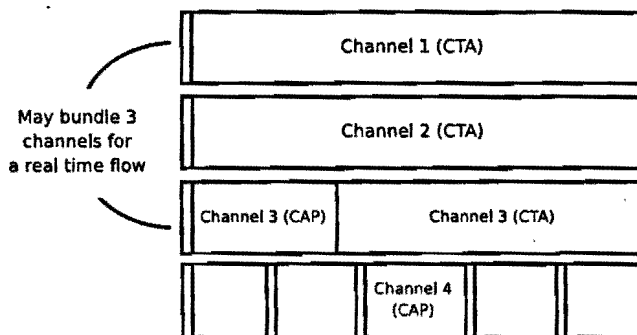 Channel 1 (CTA)
May bundle 3
channels for
a real time flow
Channel 2 (CTA)
Channel 3 (CAP)
Channel 3 (CTA)
Channel 4
(CAP)